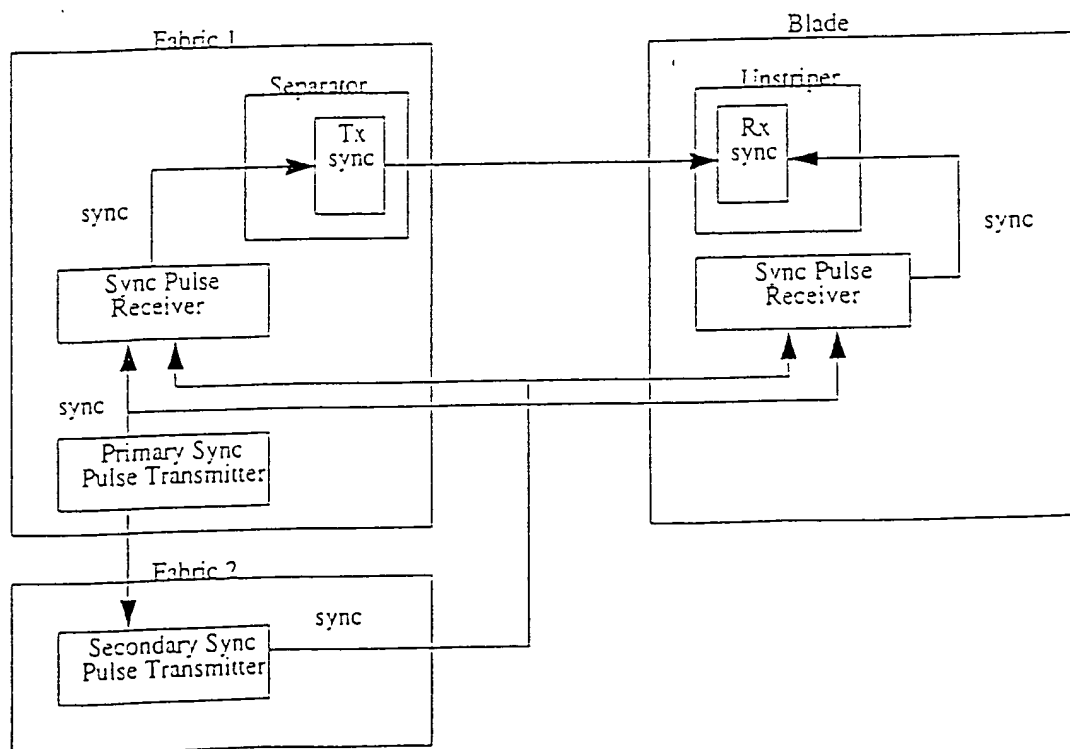 Fabric 1
Blade
Separator
Unstriper
Tx
sync
Rx
sync
sync
sync
Sync Pulse
Receiver
Sync Pulse
Receiver
sync
Primary Sync
Pulse Transmitter
Fabric 2
sync
Secondary Sync
Pulse Transmitter